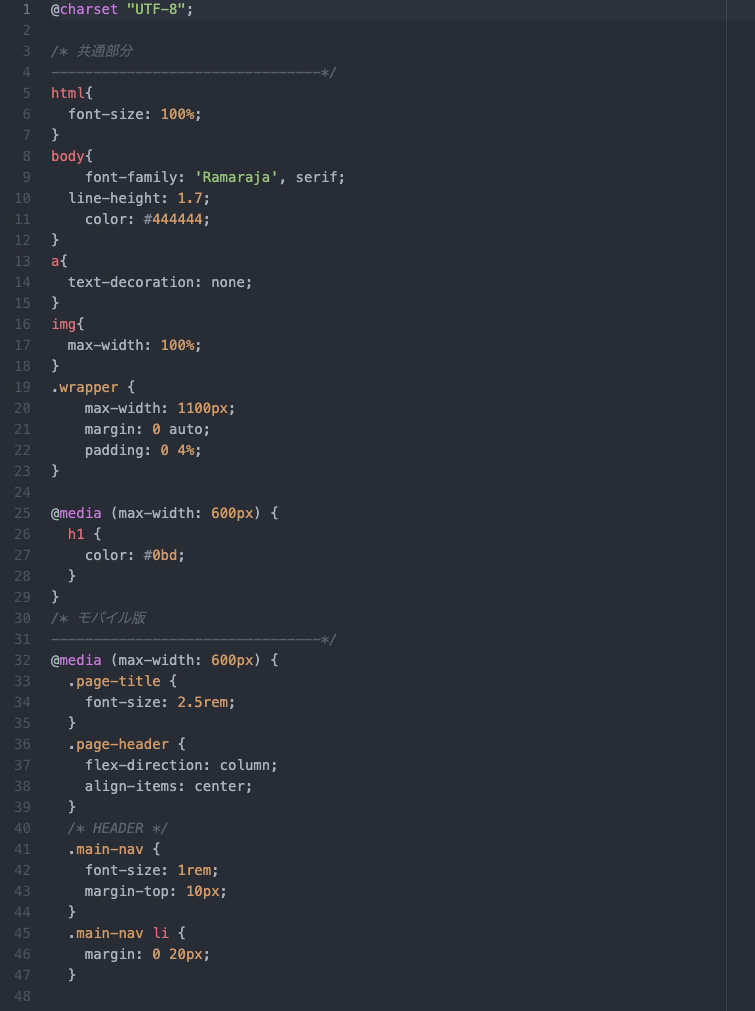 1 @charset "UTF-8";
2
3 /* 共通部分
4 --------------------------------*/
5 html{
6   font-size: 100%;
7 }
8 body{
9     font-family: 'Ramaraja', serif;
10   line-height: 1.7;
11     color: #444444;
12 }
13 a{
14   text-decoration: none;
15 }
16 img{
17   max-width: 100%;
18 }
19 .wrapper {
20     max-width: 1100px;
21     margin: 0 auto;
22     padding: 0 4%;
23 }
24
25 @media (max-width: 600px) {
26   h1 {
27     color: #0bd;
28   }
29 }
30 /* モバイル版
31 --------------------------------*/
32 @media (max-width: 600px) {
33   .page-title {
34     font-size: 2.5rem;
35   }
36   .page-header {
37     flex-direction: column;
38     align-items: center;
39   }
40   /* HEADER */
41   .main-nav {
42     font-size: 1rem;
43     margin-top: 10px;
44   }
45   .main-nav li {
46     margin: 0 20px;
47   }
48